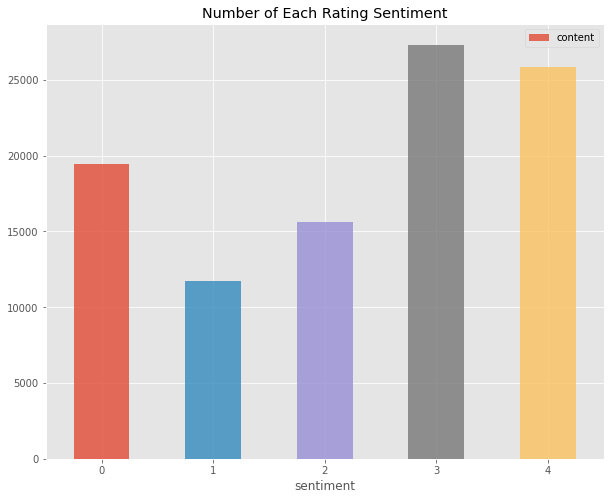 Number of Each Rating Sentiment
content
25000
20000
15000
10000
5000
0
0 1 2 3 4
sentiment